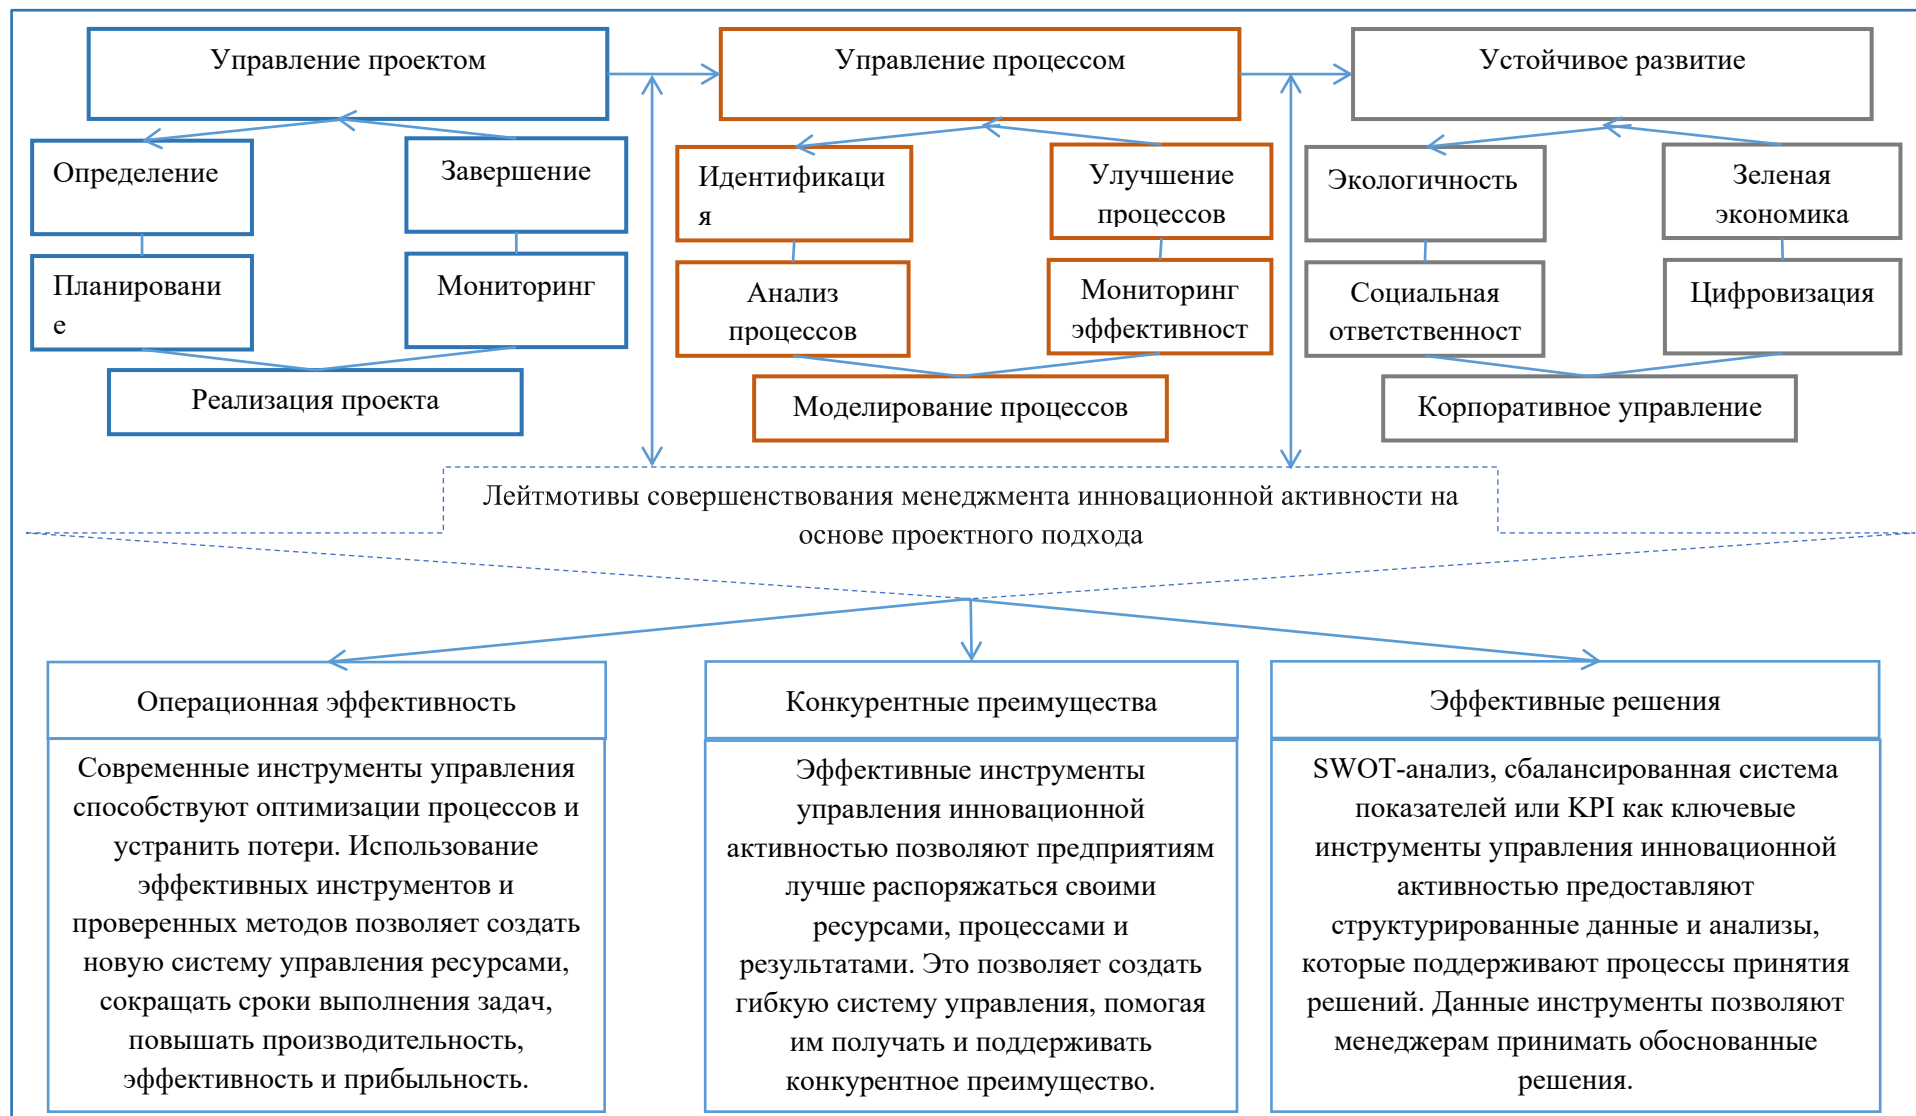 Управление проектом
Управление процессом
Устойчивое развитие
Определение
Завершение
Идентификаци
я
Улучшение
процессов
Экологичность
Зеленая
экономика
Планировани
е
Мониторинг
Анализ
процессов
Мониторинг
эффективност
Социальная
ответственност
Цифровизация
Реализация проекта
Моделирование процессов
Корпоративное управление
Лейтмотивы совершенствования менеджмента инновационной активности на
основе проектного подхода
Операционная эффективность
Современные инструменты управления
способствуют оптимизации процессов и
устранить потери. Использование
эффективных инструментов и
проверенных методов позволяет создать
новую систему управления ресурсами,
сокращать сроки выполнения задач,
повышать производительность,
эффективность и прибыльность.
Конкурентные преимущества
Эффективные инструменты
управления инновационной
активностью позволяют предприятиям
лучше распоряжаться своими
ресурсами, процессами и
результатами. Это позволяет создать
гибкую систему управления, помогая
им получать и поддерживать
конкурентное преимущество.
Эффективные решения
SWOT-анализ, сбалансированная система
показателей или KPI как ключевые
инструменты управления инновационной
активностью предоставляют
структурированные данные и анализы,
которые поддерживают процессы принятия
решений. Данные инструменты позволяют
менеджерам принимать обоснованные
решения.